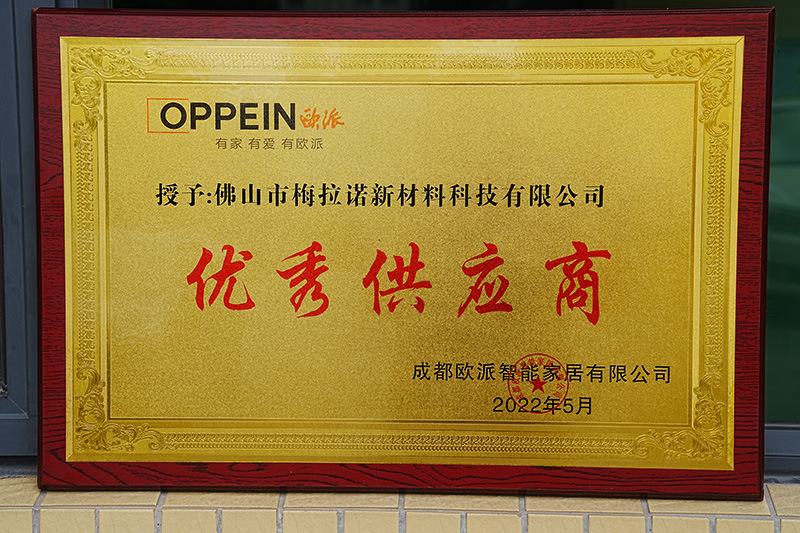 OPPEIN欧派
有家 有爱 有欧派
授予:佛山市梅拉诺新材料科技有限公司
优秀供应商
成都欧派智能家居有限公司
2022年5月